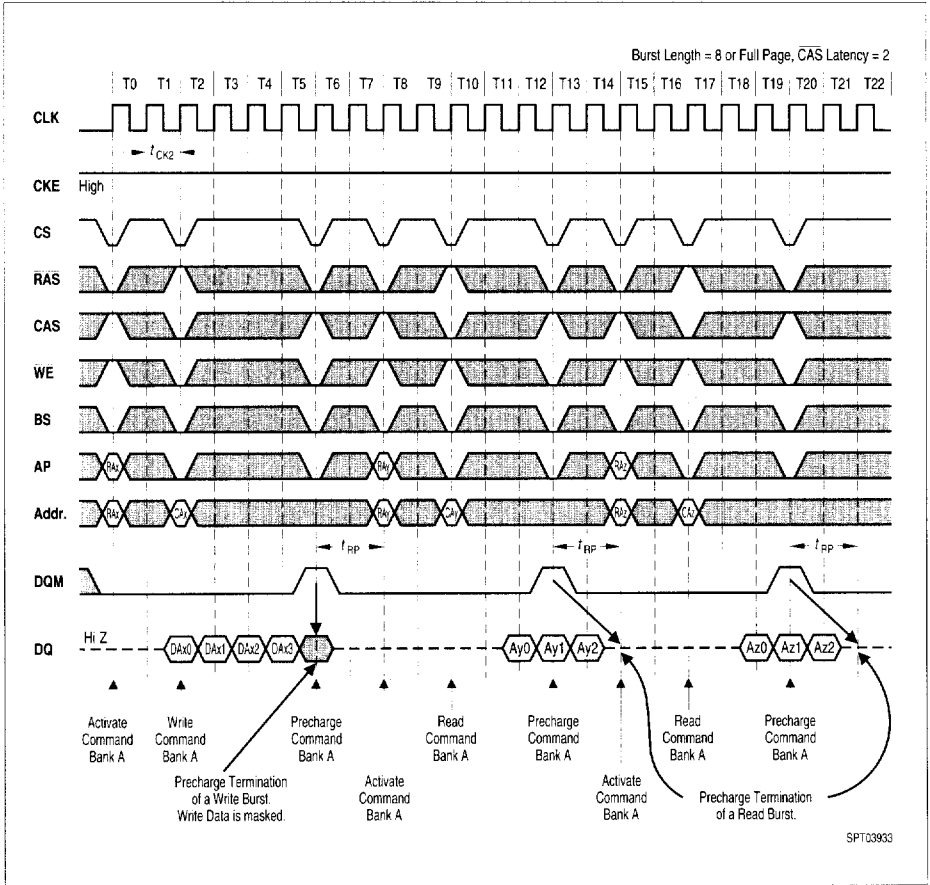 Burst Length = 8 or Full Page, CAS Latency = 2
T0 T1 T2 T3 T4 T5 T6 T7 T8 T9 T10 T11 T12 T13 T14 T15 T16 T17 T18 T19 T20 T21 T22
CLK
tCK2
CKE High
CS
RAS
CAS
WE
BS
AP RAx RAy RAz
Addr. RAx CAx RAy CAy RAz CAz
tRP tRP tRP
DQM
DQ Hi Z DAx0 DAx1 DAx2 DAx3 Ay0 Ay1 Ay2 Az0 Az1 Az2
Activate
Command
Bank A
Write
Command
Bank A
Precharge
Command
Bank A
Read
Command
Bank A
Precharge
Command
Bank A
Read
Command
Bank A
Precharge
Command
Bank A
Precharge Termination
of a Write Burst.
Write Data is masked.
Activate
Command
Bank A
Activate
Command
Bank A
Precharge Termination
of a Read Burst.
SPT03933